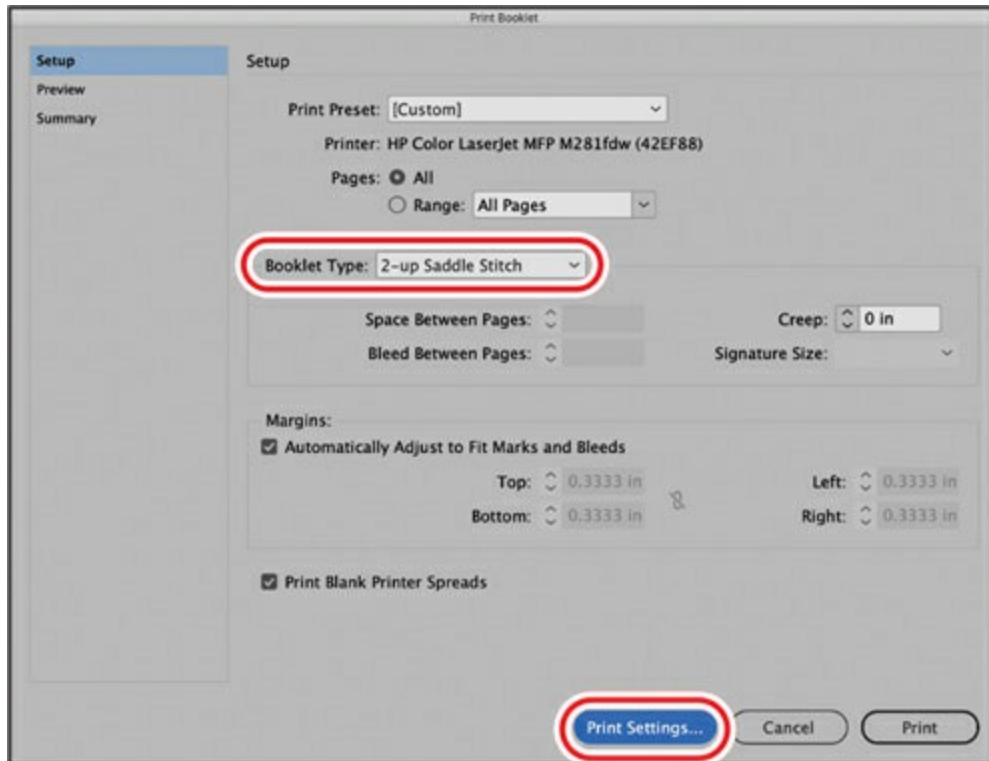 Print Booklet
Setup
Preview
Summary
Setup
Print Preset: [Custom]
Printer: HP Color LaserJet MFP M281fdw (42EF88)
Pages: All
Range: All Pages
Booklet Type: 2-up Saddle Stitch
Space Between Pages: Creep: 0 in
Bleed Between Pages: Signature Size:
Margins:
Automatically Adjust to Fit Marks and Bleeds
Top: 0.3333 in Left: 0.3333 in
Bottom: 0.3333 in Right: 0.3333 in
Print Blank Printer Spreads
Print Settings... Cancel Print